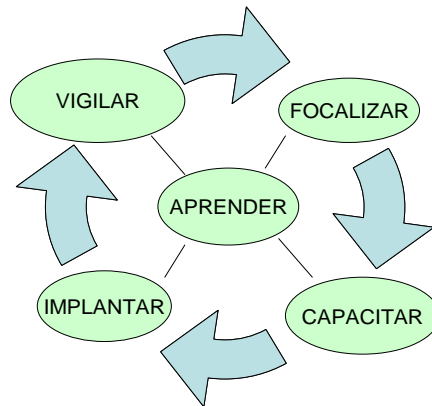 VIGILAR
FOCALIZAR
APRENDER
IMPLANTAR
CAPACITAR